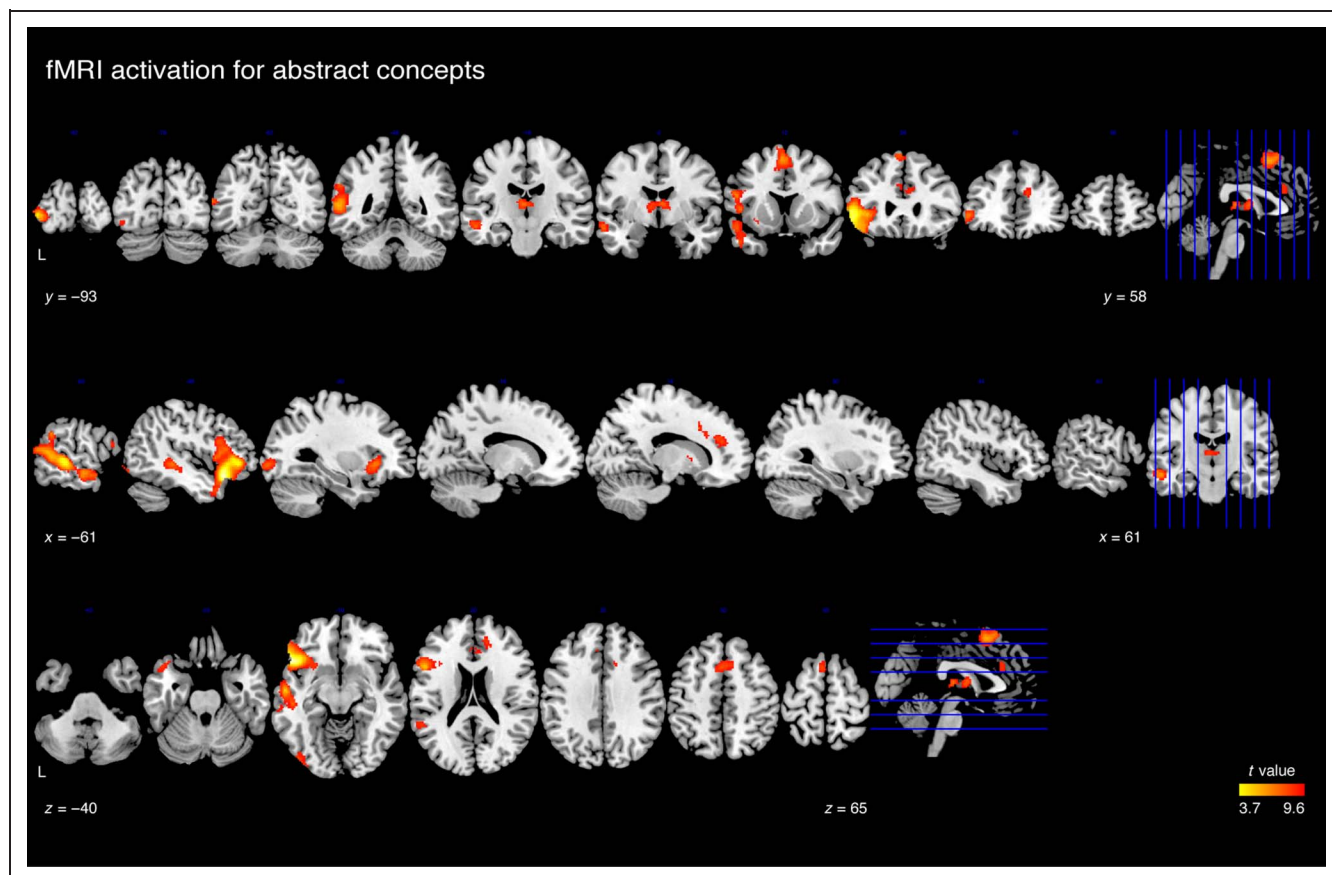 fMRI activation for abstract concepts
L
y = −93
y = 58
x = −61
x = 61
L
z = −40
z = 65
t value
3.7 9.6